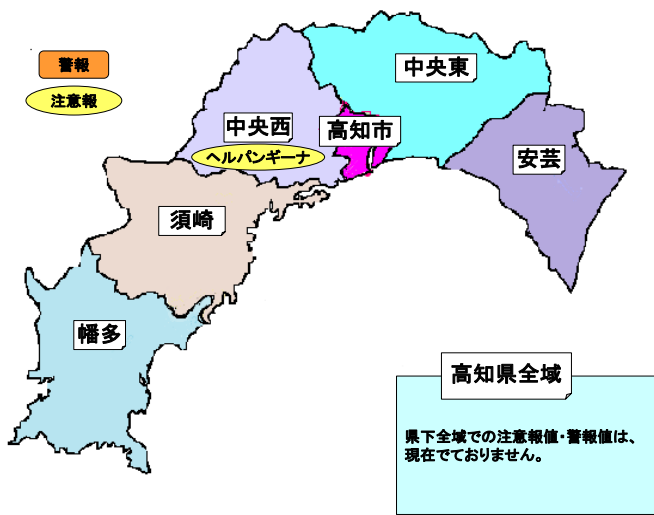 警報
注意報
中央東
中央西
高知市
ヘルパンギーナ
安芸
須崎
幡多
高知県全域
県下全域での注意報値・警報値は、
現在でておりません。